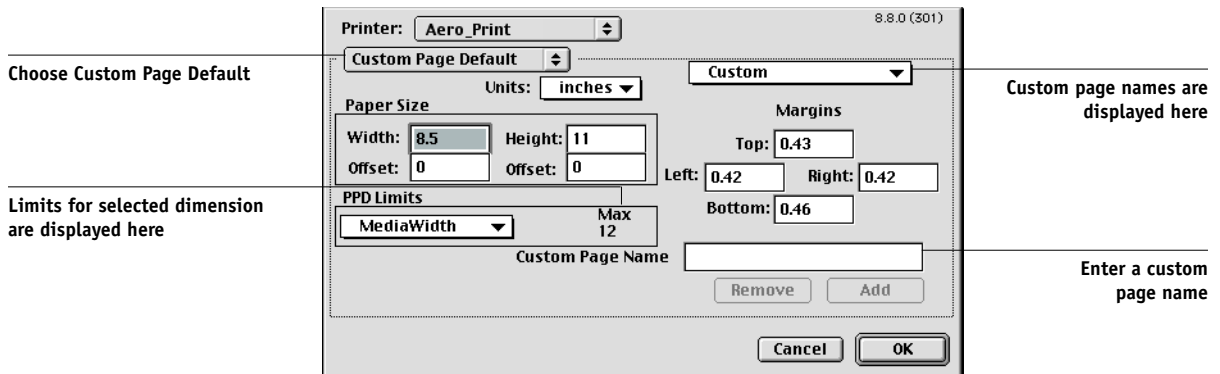 8.8.0 (301)
Printer: Aero_Print
Choose Custom Page Default
Custom Page Default
Custom
Custom page names are
displayed here
Units: inches
Paper Size
Margins
Width: 8.5 Height: 11
Top: 0.43
Offset: 0 Offset: 0
Left: 0.42 Right: 0.42
Limits for selected dimension
are displayed here
PPD Limits
Bottom: 0.46
MediaWidth
Max
12
Custom Page Name
Enter a custom
page name
Remove Add
Cancel OK